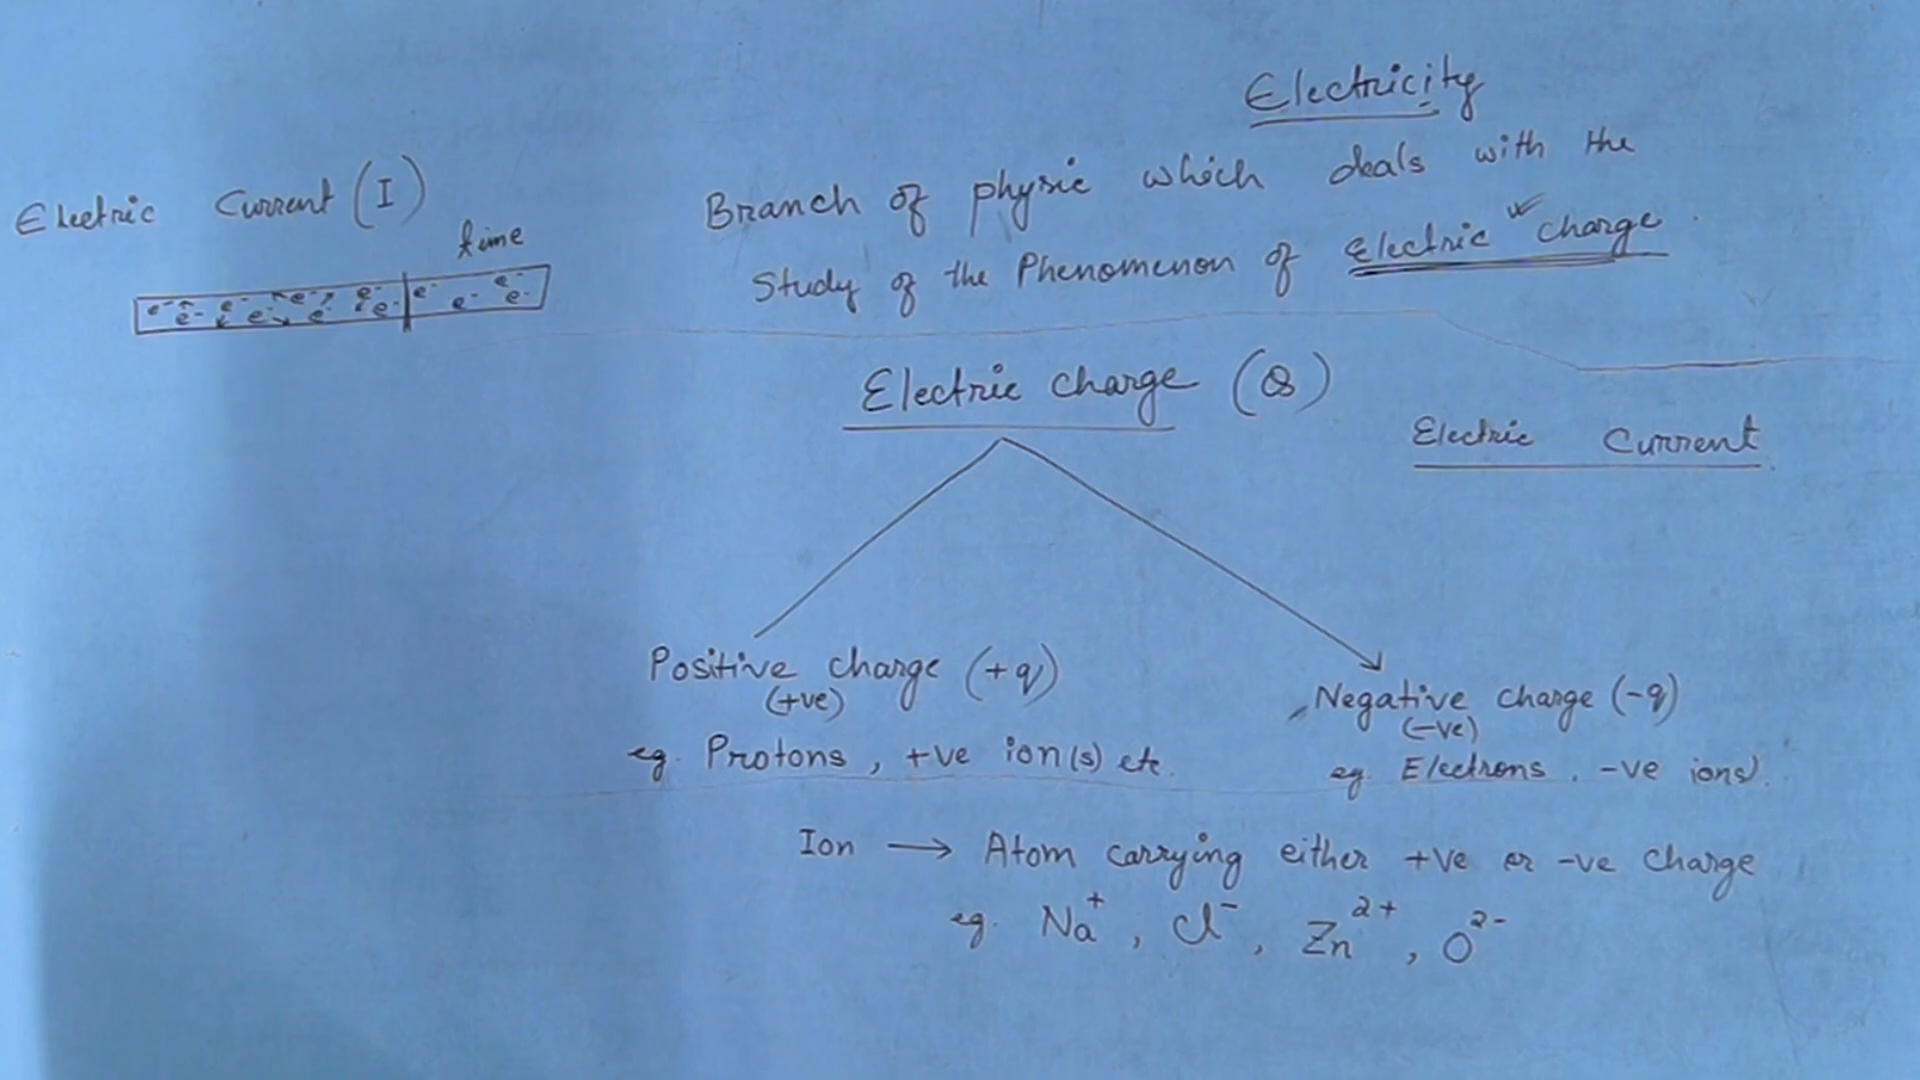 Electricity
Branch of physic which deals with the
Study of the Phenomenon of Electric charge.
Electric Current (I)
time
e- e- e- e- e- e- e- e- e- e- e- e-
Electric charge (Q)
Electric Current
Positive charge (+q)
(+ve)
eg. Protons, +ve ion(s) etc.
Negative charge (-q)
(-ve)
eg. Electrons, -ve ions).
Ion → Atom carrying either +ve or -ve charge
eg. Na⁺, Cl⁻, Zn²⁺, O²⁻